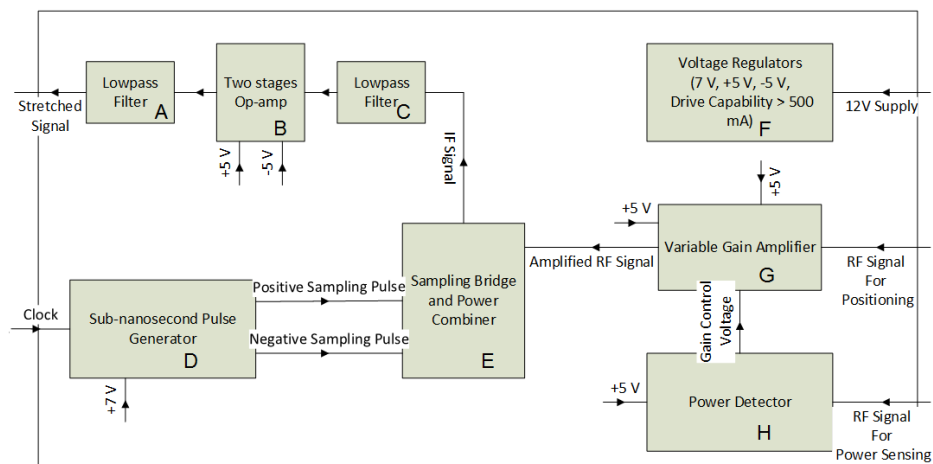 Lowpass
Filter
A
Two stages
Op-amp
B
Lowpass
Filter
C
Voltage Regulators
(7 V, +5 V, -5 V,
Drive Capability > 500
mA)
F
Stretched
Signal
12V Supply
+5 V
-5 V
IF Signal
+5 V
+5 V
Variable Gain Amplifier
G
Amplified RF Signal
RF Signal
For
Positioning
Sampling Bridge
and Power
Combiner
E
Positive Sampling Pulse
Negative Sampling Pulse
Clock
Sub-nanosecond Pulse
Generator
D
+7 V
Gain Control
Voltage
+5 V
Power Detector
H
RF Signal
For
Power Sensing